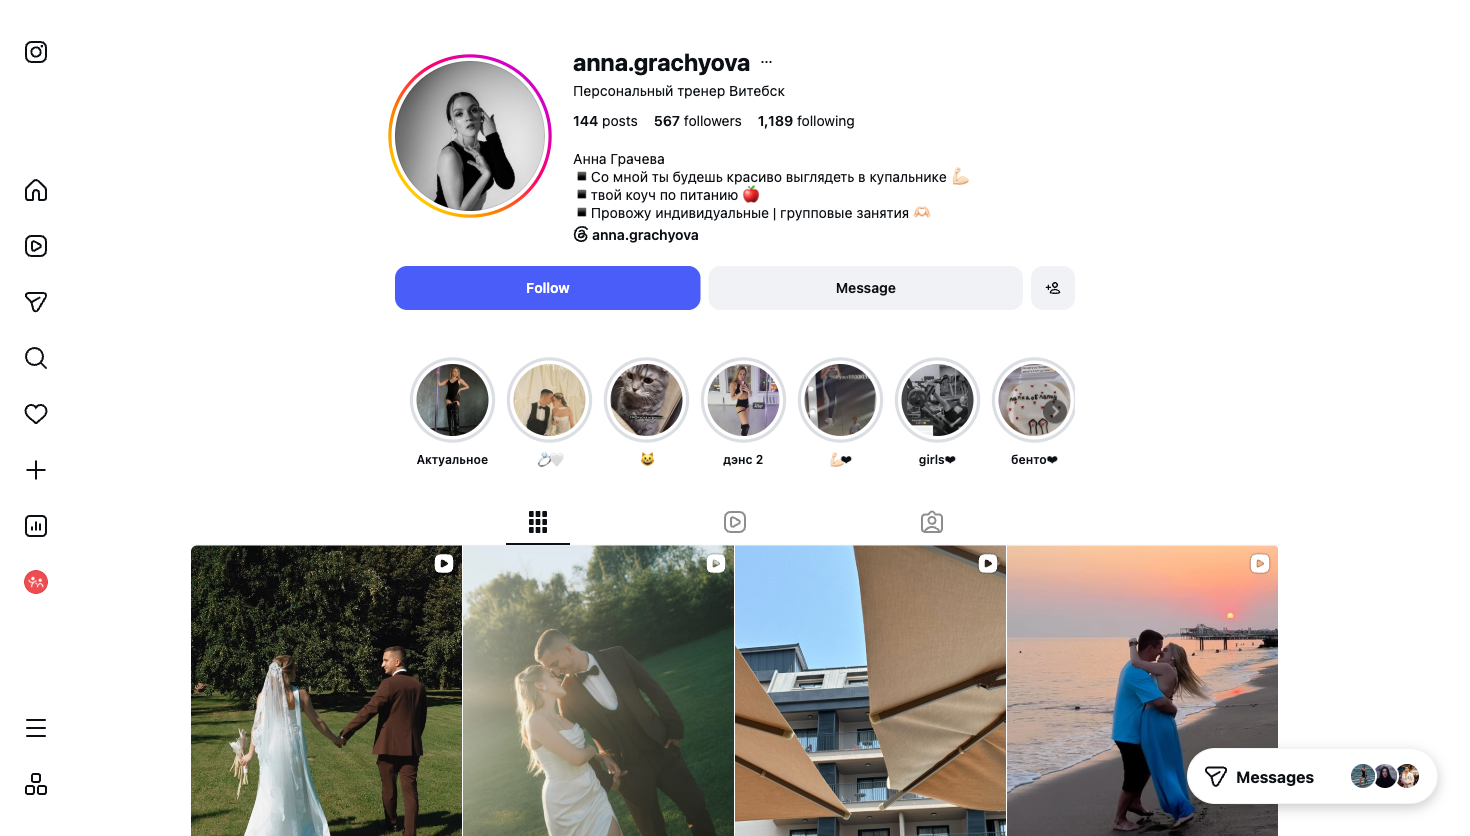 anna.grachyova ...
Персональный тренер Витебск
144 posts 567 followers 1,189 following
Анна Грачева
▪️Со мной ты будешь красиво выглядеть в купальнике 💪🏻
▪️твой коуч по питанию 🍎
▪️Провожу индивидуальные | групповые занятия 🫶🏻
anna.grachyova
Follow
Message
Актуальное
💍🤍
😺
дэнс 2
💪🏻❤
girls❤
бенто❤
Messages